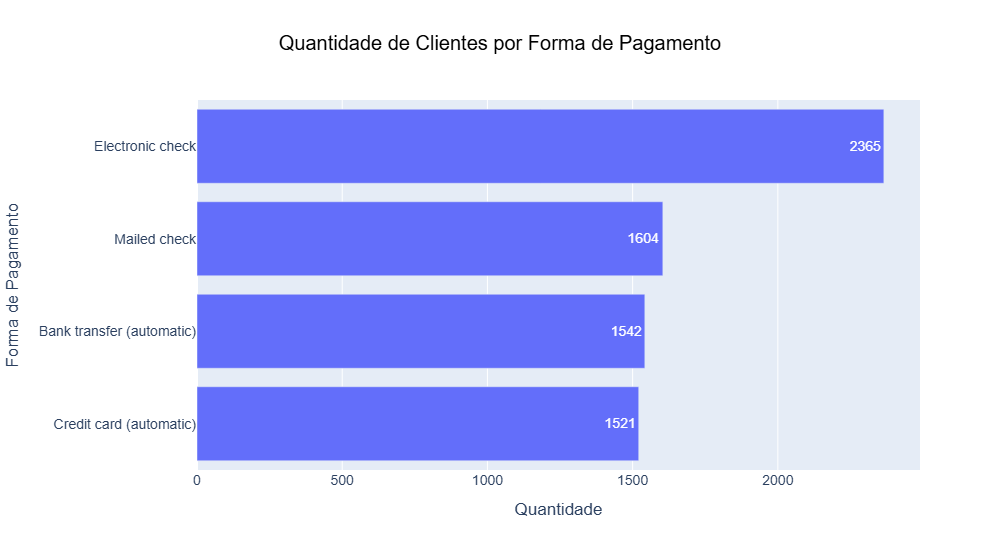 Quantidade de Clientes por Forma de Pagamento
Forma de Pagamento
Electronic check
2365
Mailed check
1604
Bank transfer (automatic)
1542
Credit card (automatic)
1521
0
500
1000
1500
2000
Quantidade